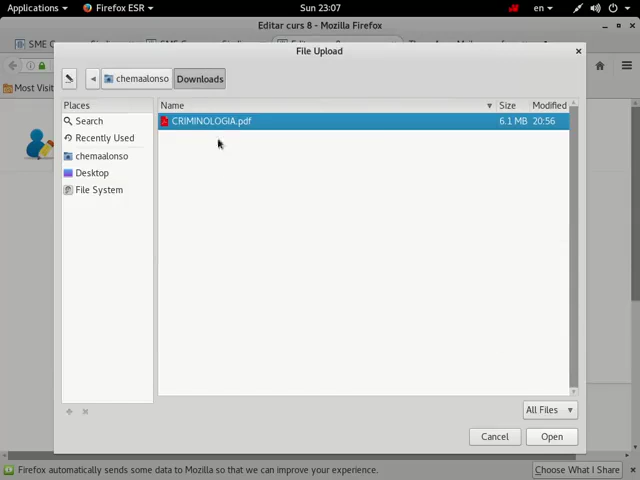 Applications Firefox ESR Sun 23:07 en
Editar curs 8 - Mozilla Firefox
File Upload
chemaalonso Downloads
Most Visit
Places Name Size Modified
Search CRIMINOLOGIA.pdf 6.1 MB 20:56
Recently Used
chemaalonso
Desktop
File System
All Files
Cancel Open
Firefox automatically sends some data to Mozilla so that we can improve your experience. Choose What I Share